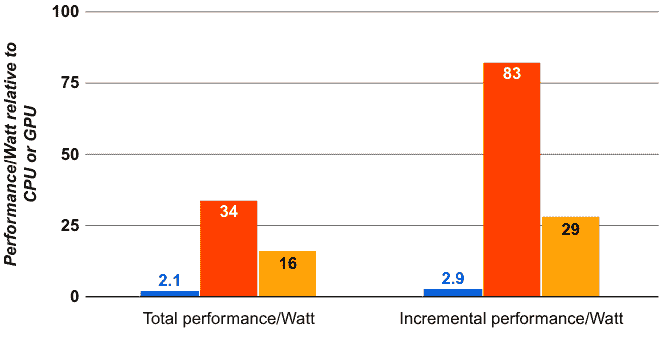 100
75
50
25
0
Performance/Watt relative to
CPU or GPU
2.1
34
16
2.9
83
29
Total performance/Watt
Incremental performance/Watt